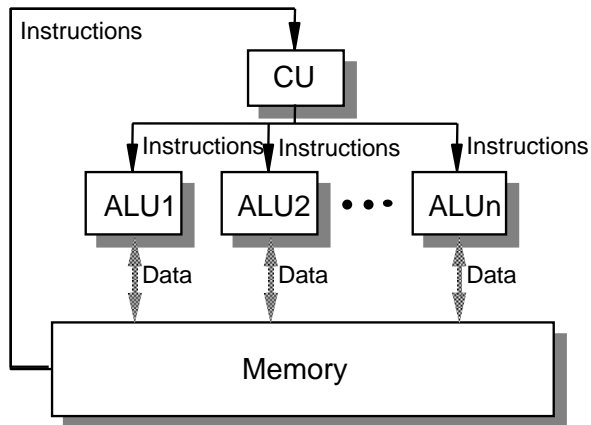 Instructions
CU
Instructions
Instructions
Instructions
ALU1
ALU2
ALUn
Data
Data
Data
Memory